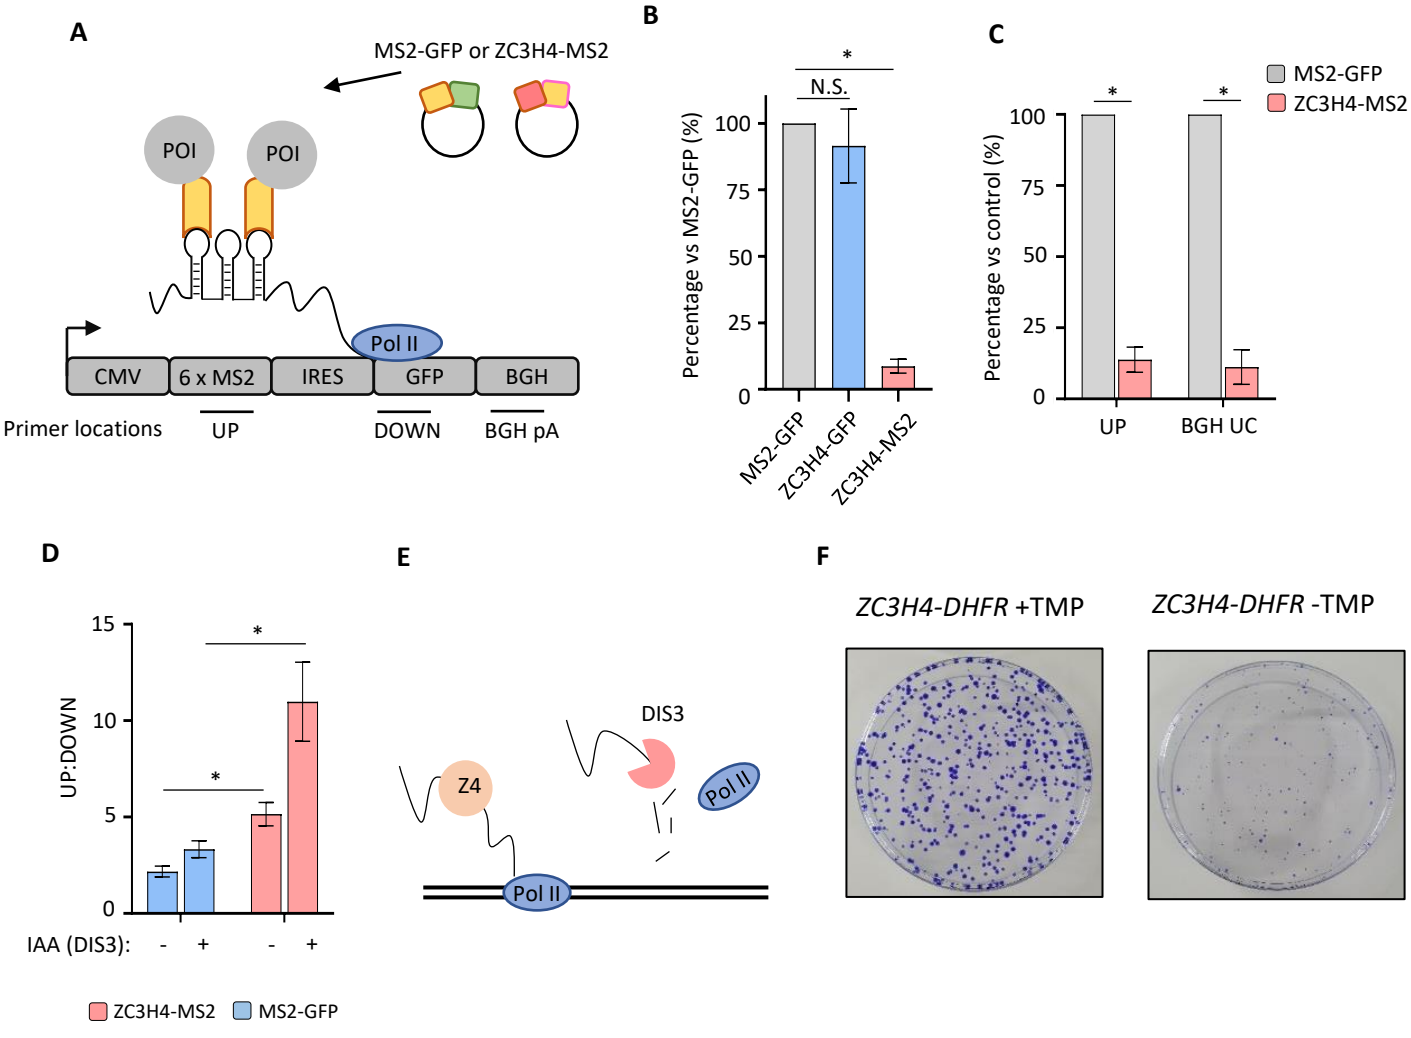 A
MS2-GFP or ZC3H4-MS2
POI
POI
Pol II
CMV
6 x MS2
IRES
GFP
BGH
Primer locations
UP
DOWN
BGH pA
B
Percentage vs MS2-GFP (%)
100
75
50
25
0
*
N.S.
MS2-GFP
ZC3H4-GFP
ZC3H4-MS2
C
MS2-GFP
ZC3H4-MS2
Percentage vs control (%)
100
75
50
25
0
*
*
UP
BGH UC
D
UP:DOWN
15
10
5
0
*
*
IAA (DIS3): - + - +
ZC3H4-MS2
MS2-GFP
E
DIS3
Z4
Pol II
Pol II
F
ZC3H4-DHFR +TMP
ZC3H4-DHFR -TMP